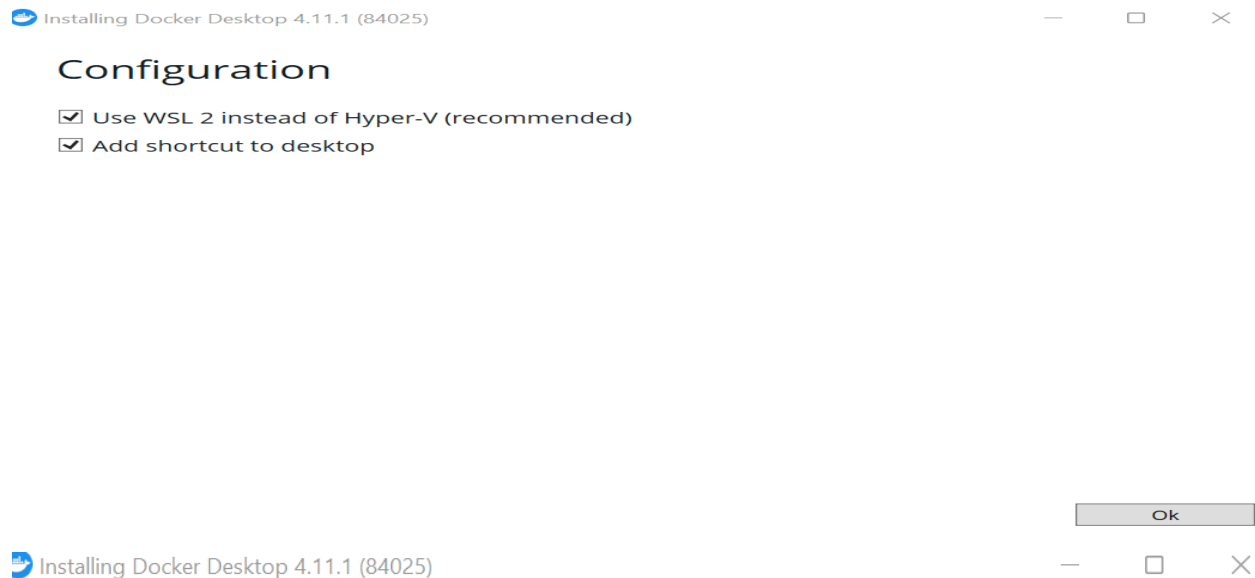 Installing Docker Desktop 4.11.1 (84025)
Configuration
Use WSL 2 instead of Hyper-V (recommended)
Add shortcut to desktop
Ok
Installing Docker Desktop 4.11.1 (84025)